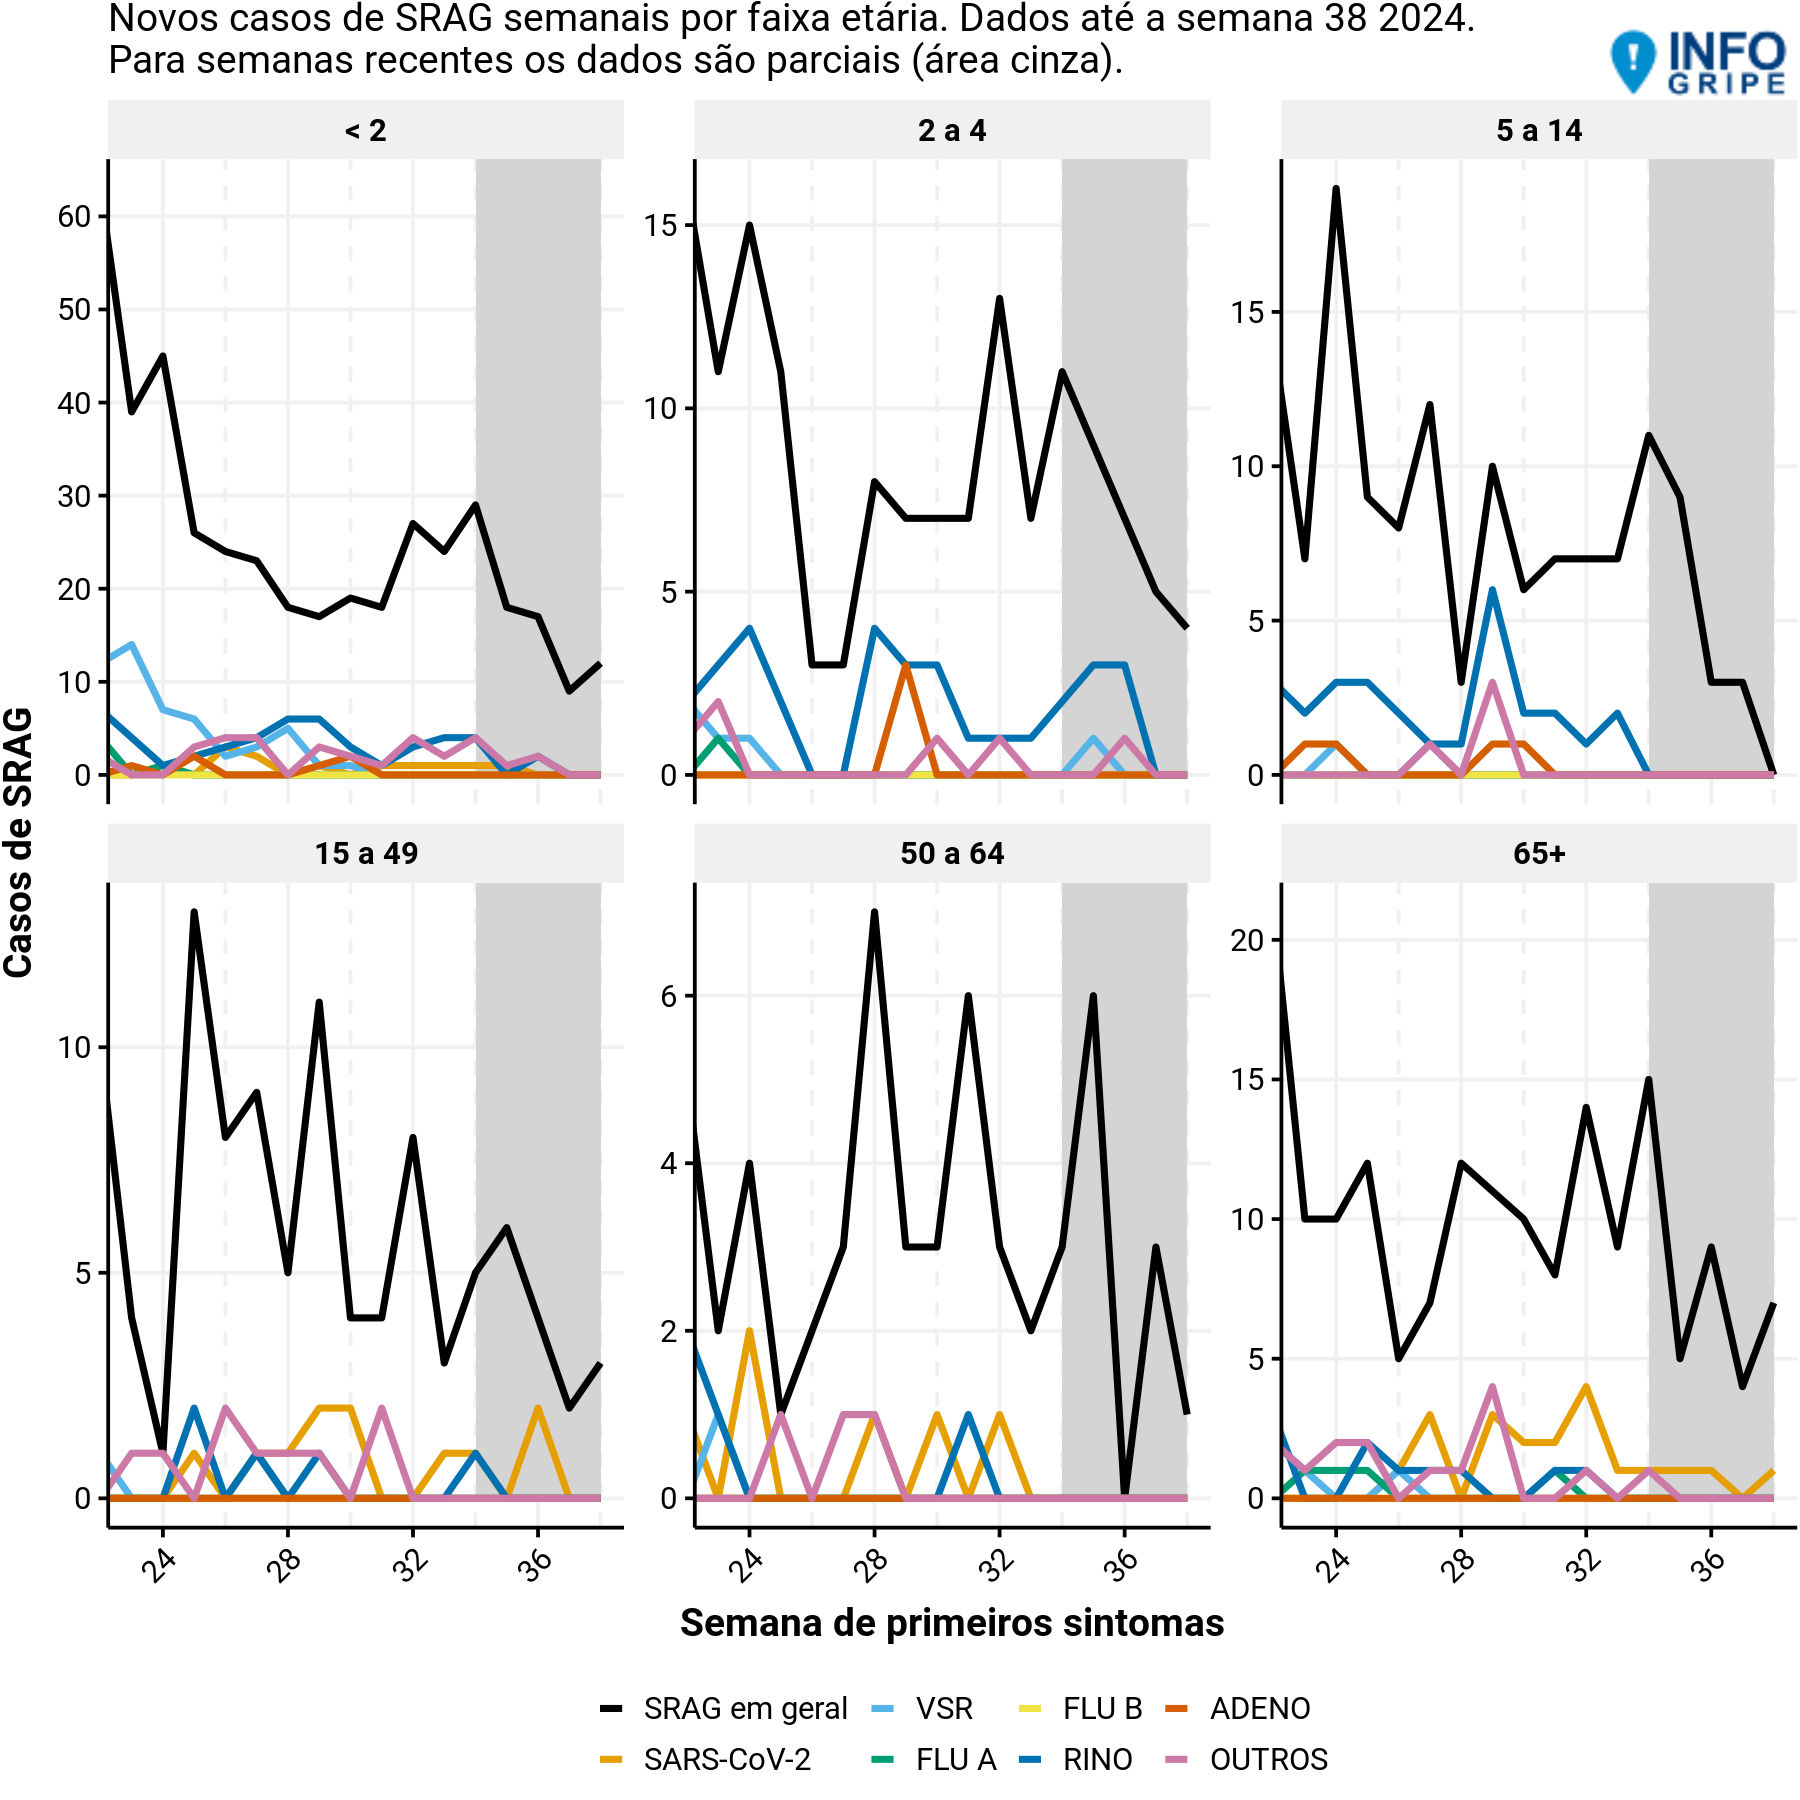 Novos casos de SRAG semanais por faixa etária. Dados até a semana 38 2024.
Para semanas recentes os dados são parciais (área cinza).
INFO
GRIPE
< 2
2 a 4
5 a 14
60
50
40
30
20
10
0
15
10
5
0
15
10
5
0
Casos de SRAG
15 a 49
50 a 64
65+
10
5
0
6
4
2
0
20
15
10
5
0
24 28 32 36
24 28 32 36
24 28 32 36
Semana de primeiros sintomas
SRAG em geral VSR FLU B ADENO
SARS-CoV-2 FLU A RINO OUTROS